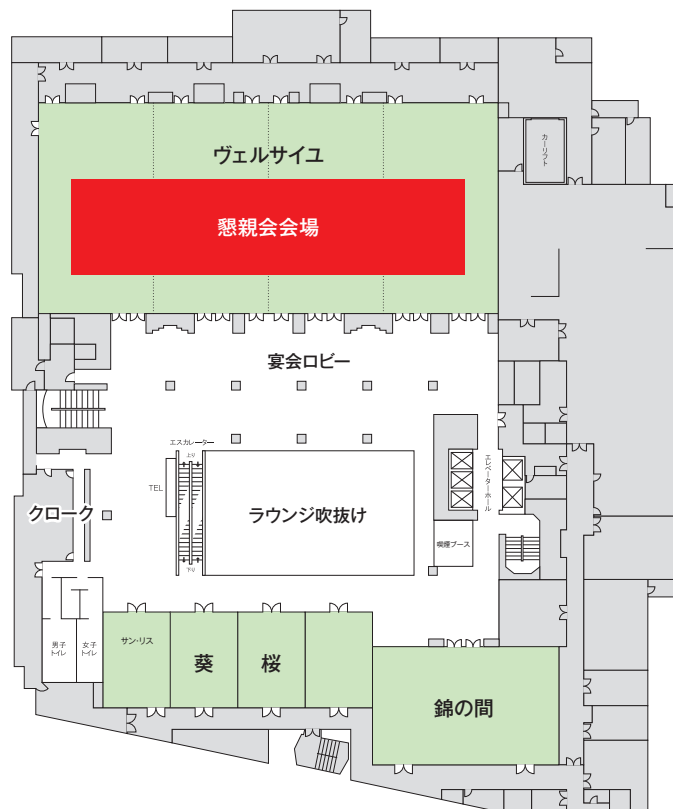 カーリフト
ヴェルサイユ
懇親会会場
宴会ロビー
エスカレーター
上り
TEL
エレベーターホール
クローク
ラウンジ吹抜け
喫煙ブース
下り
サン・リス
葵
桜
男子
トイレ
女子
トイレ
錦の間